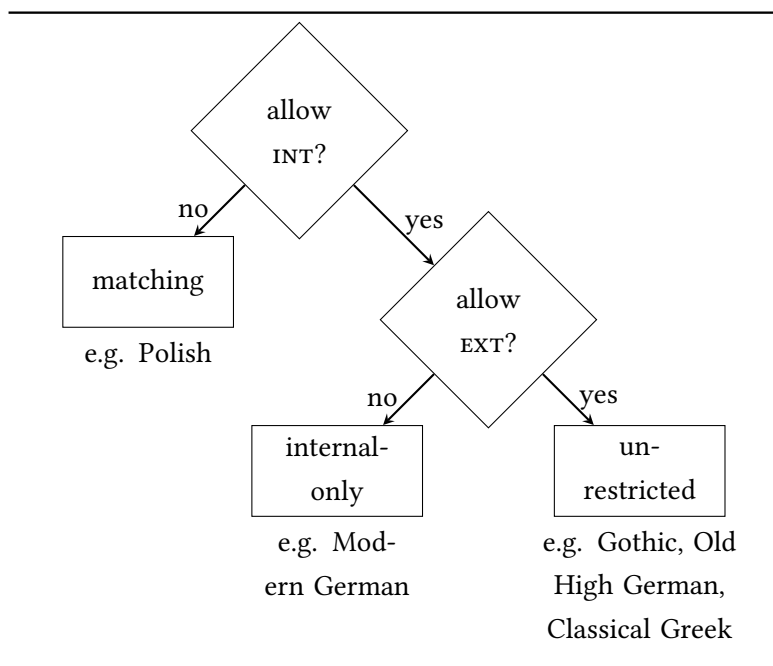 allow
INT?
no
yes
matching
e.g. Polish
allow
EXT?
no
yes
internal-
only
e.g. Mod-
ern German
un-
restricted
e.g. Gothic, Old
High German,
Classical Greek